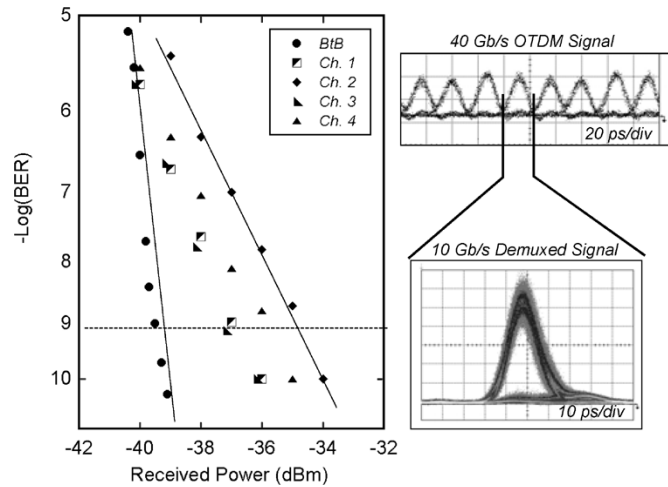 5
6
7
8
9
10
-Log(BER)
-42
-40
-38
-36
-34
-32
Received Power (dBm)
BtB
Ch. 1
Ch. 2
Ch. 3
Ch. 4
40 Gb/s OTDM Signal
20 ps/div
10 Gb/s Demuxed Signal
10 ps/div